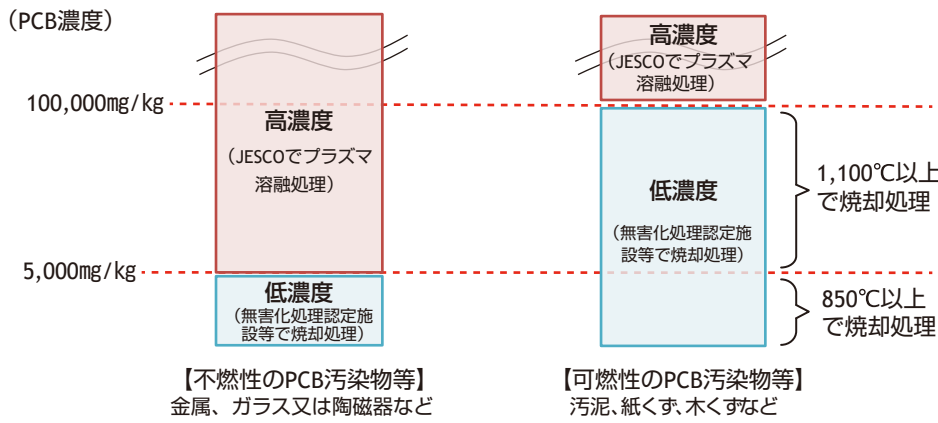 (PCB濃度)
100,000mg/kg
5,000mg/kg
高濃度
(JESCOでプラズマ
溶融処理)
低濃度
(無害化処理認定施
設等で焼却処理)
【不燃性のPCB汚染物等】
金属、ガラス又は陶磁器など
高濃度
(JESCOでプラズマ
溶融処理)
低濃度
(無害化処理認定施
設等で焼却処理)
【可燃性のPCB汚染物等】
汚泥、紙くず、木くずなど
1,100℃以上
で焼却処理
850℃以上
で焼却処理